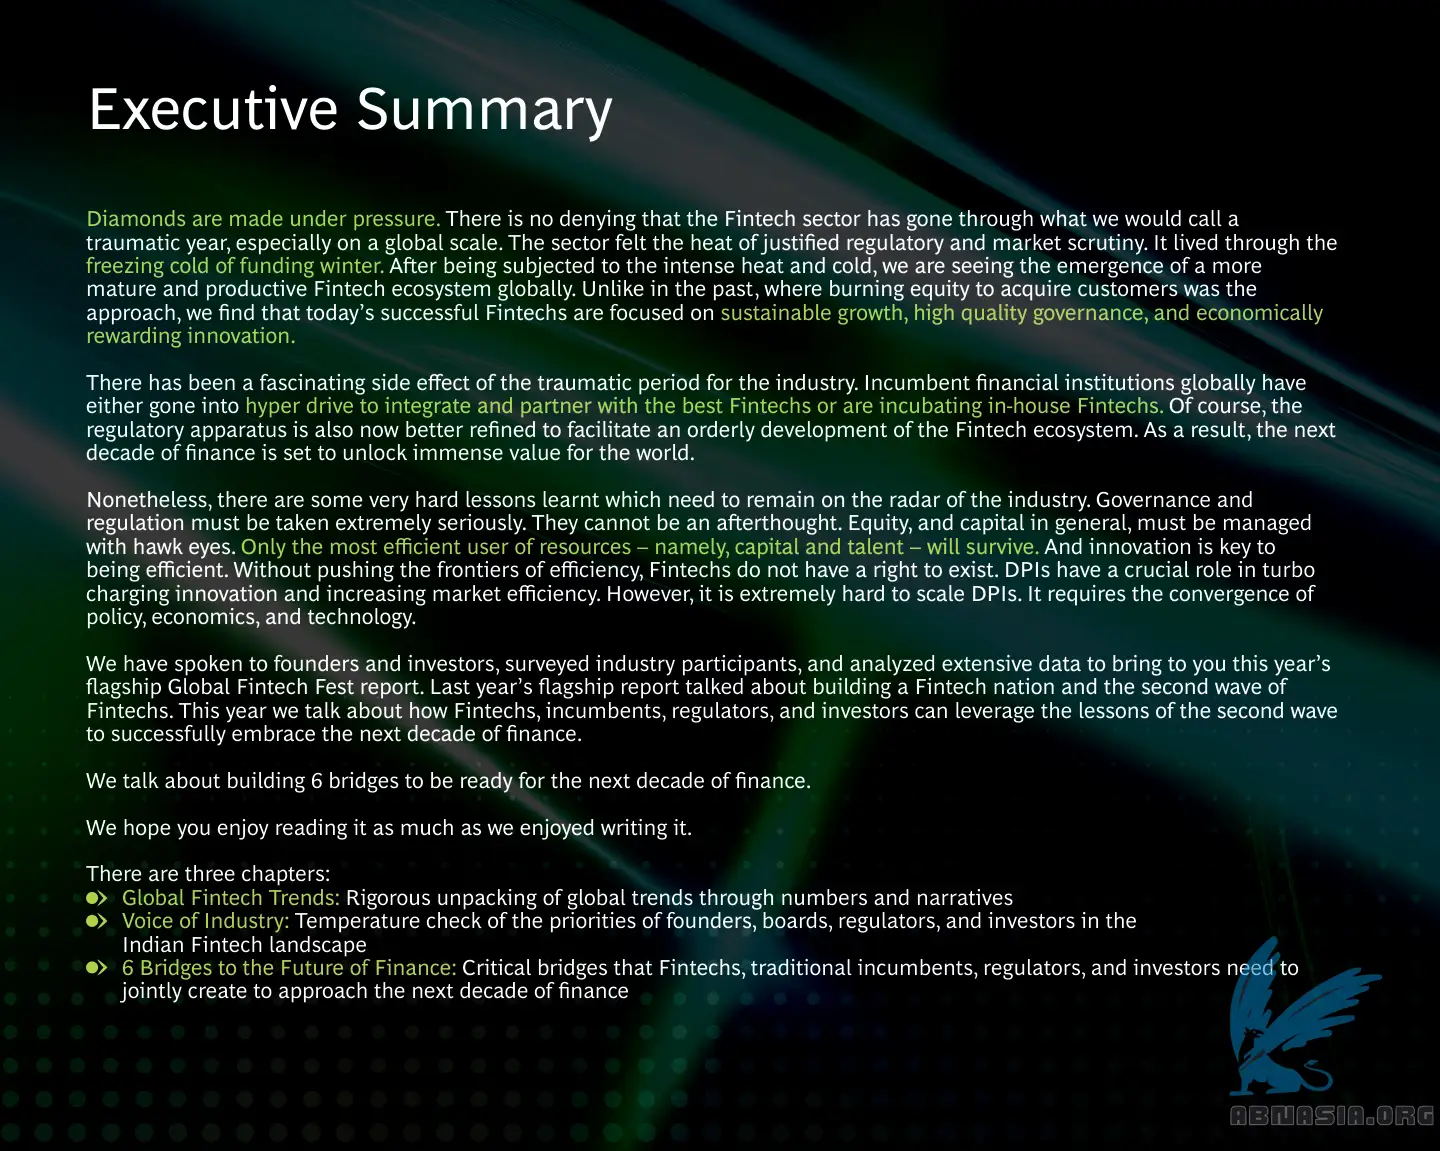 Executive Summary
Diamonds are made under pressure. There is no denying that the Fintech sector has gone through what we would call a
traumatic year, especially on a global scale. The sector felt the heat of justified regulatory and market scrutiny. It lived through the
freezing cold of funding winter. After being subjected to the intense heat and cold, we are seeing the emergence of a more
mature and productive Fintech ecosystem globally. Unlike in the past, where burning equity to acquire customers was the
approach, we find that today’s successful Fintechs are focused on sustainable growth, high quality governance, and economically
rewarding innovation.
There has been a fascinating side effect of the traumatic period for the industry. Incumbent financial institutions globally have
either gone into hyper drive to integrate and partner with the best Fintechs or are incubating in-house Fintechs. Of course, the
regulatory apparatus is also now better refined to facilitate an orderly development of the Fintech ecosystem. As a result, the next
decade of finance is set to unlock immense value for the world.
Nonetheless, there are some very hard lessons learnt which need to remain on the radar of the industry. Governance and
regulation must be taken extremely seriously. They cannot be an afterthought. Equity, and capital in general, must be managed
with hawk eyes. Only the most efficient user of resources – namely, capital and talent – will survive. And innovation is key to
being efficient. Without pushing the frontiers of efficiency, Fintechs do not have a right to exist. DPIs have a crucial role in turbo
charging innovation and increasing market efficiency. However, it is extremely hard to scale DPIs. It requires the convergence of
policy, economics, and technology.
We have spoken to founders and investors, surveyed industry participants, and analyzed extensive data to bring to you this year’s
flagship Global Fintech Fest report. Last year’s flagship report talked about building a Fintech nation and the second wave of
Fintechs. This year we talk about how Fintechs, incumbents, regulators, and investors can leverage the lessons of the second wave
to successfully embrace the next decade of finance.
We talk about building 6 bridges to be ready for the next decade of finance.
We hope you enjoy reading it as much as we enjoyed writing it.
There are three chapters:
Global Fintech Trends: Rigorous unpacking of global trends through numbers and narratives
Voice of Industry: Temperature check of the priorities of founders, boards, regulators, and investors in the
Indian Fintech landscape
6 Bridges to the Future of Finance: Critical bridges that Fintechs, traditional incumbents, regulators, and investors need to
jointly create to approach the next decade of finance
ABNASIA.ORG